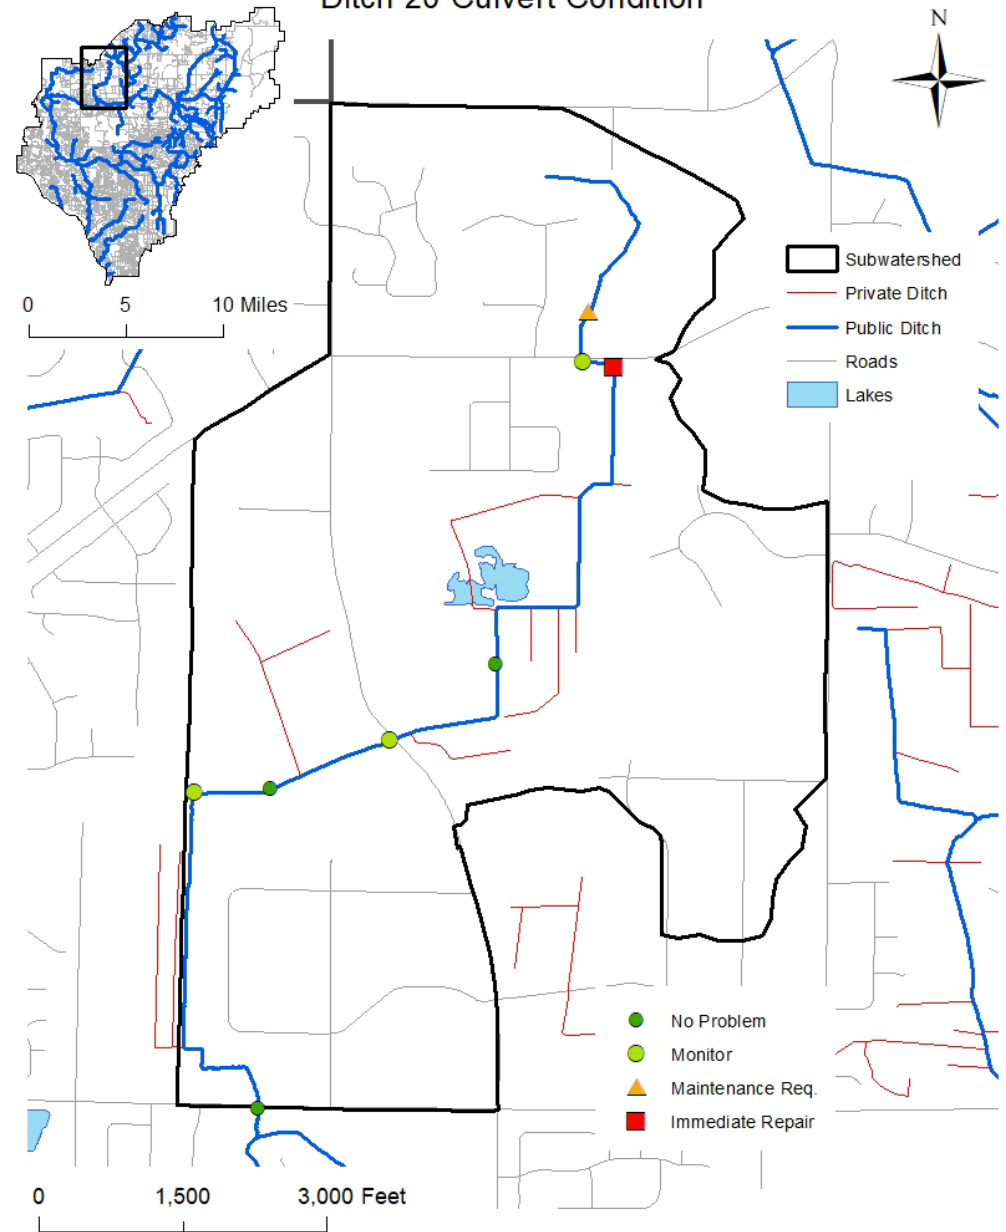 Ditch 20 Culvert Condition
N
0 5 10 Miles
Subwatershed
Private Ditch
Public Ditch
Roads
Lakes
No Problem
Monitor
Maintenance Req.
Immediate Repair
0 1,500 3,000 Feet